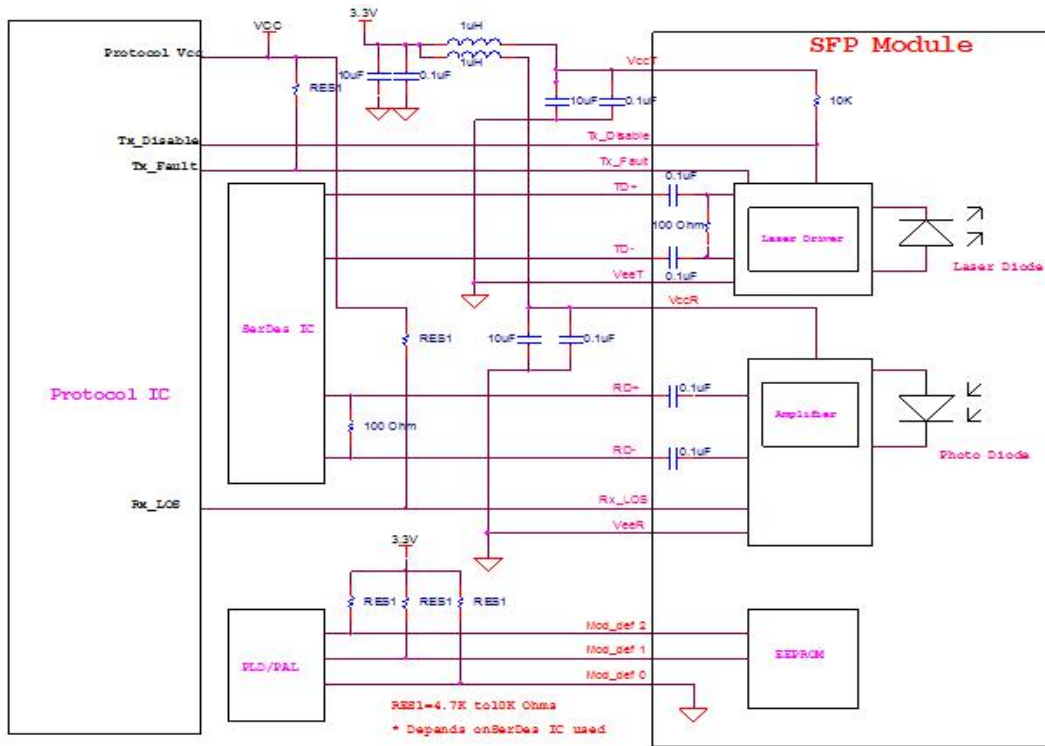 3.3V
VCC
1uH
SFP Module
Protocol Vcc
1uH
VccT
10uF
0.1uF
RES1
10uF
0.1uF
10K
Tx_Disable
Tx_Disable
Tx_Fault
Tx_Fault
0.1uF
TD+
100 Ohm
Laser Driver
TD-
VeeT
0.1uF
Laser Diode
VccR
SerDes IC
RES1
10uF
0.1uF
Protocol IC
RD+
0.1uF
Amplifier
100 Ohm
RD-
0.1uF
Photo Diode
Rx_LOS
Rx_LOS
VeeR
3.3V
RES1
RES1
RES1
Mod_def 2
PLD/PAL
Mod_def 1
EEPROM
Mod_def 0
RES1=4.7K to10K Ohms
* Depends onSerDes IC used